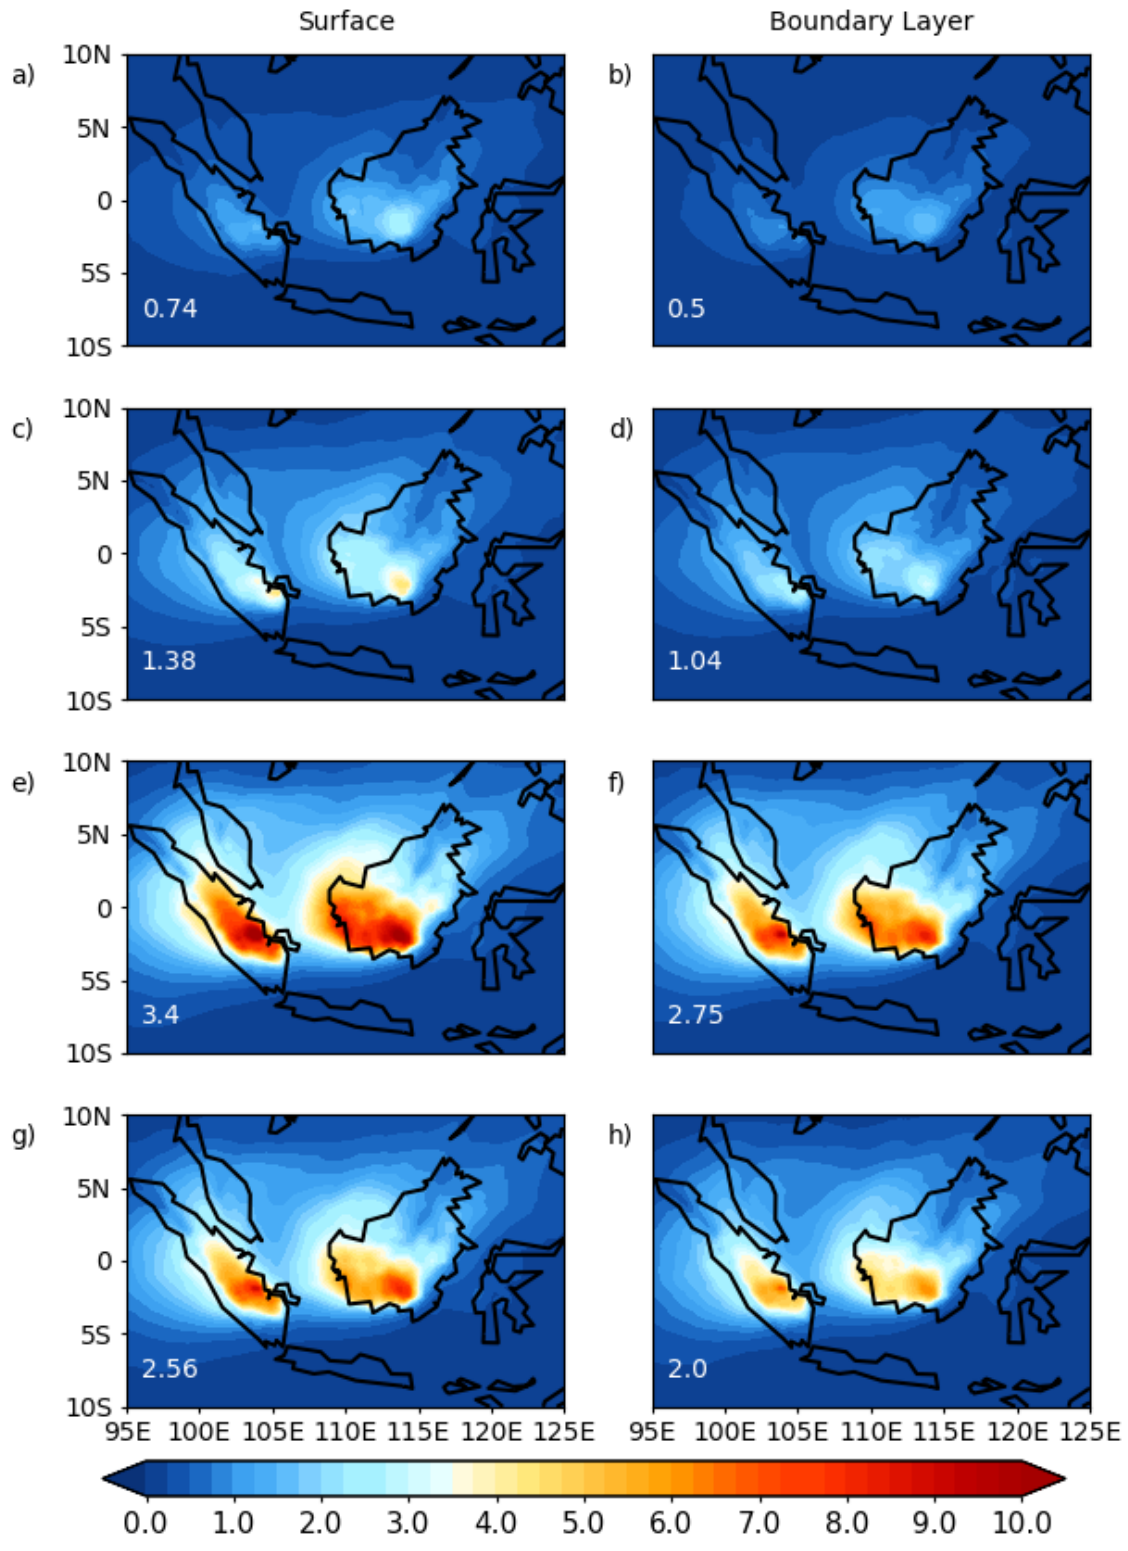 Surface Boundary Layer
a) 10N b)
5N
0
5S
0.74 0.5
10S
c) 10N d)
5N
0
5S
1.38 1.04
10S
e) 10N f)
5N
0
5S
3.4 2.75
10S
g) 10N h)
5N
0
5S
2.56 2.0
10S
95E 100E 105E 110E 115E 120E 125E 95E 100E 105E 110E 115E 120E 125E
0.0 1.0 2.0 3.0 4.0 5.0 6.0 7.0 8.0 9.0 10.0